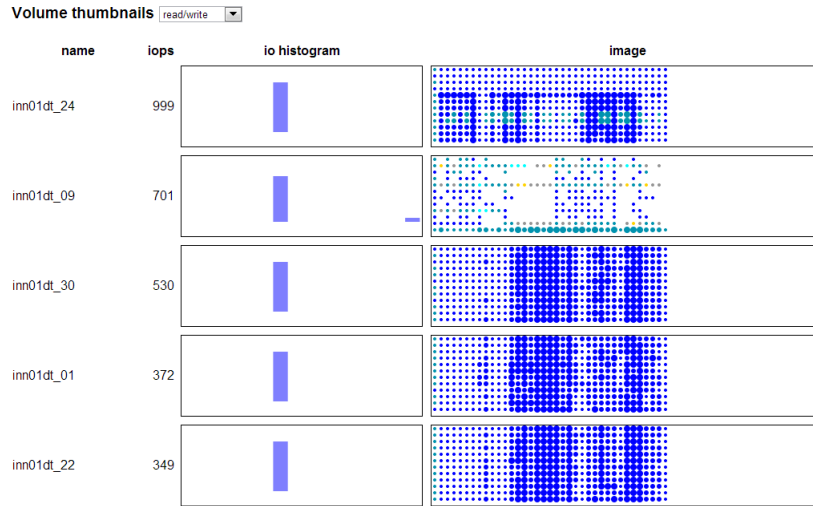 Volume thumbnails read/write
name iops io histogram image
inn01dt_24 999
inn01dt_09 701
inn01dt_30 530
inn01dt_01 372
inn01dt_22 349